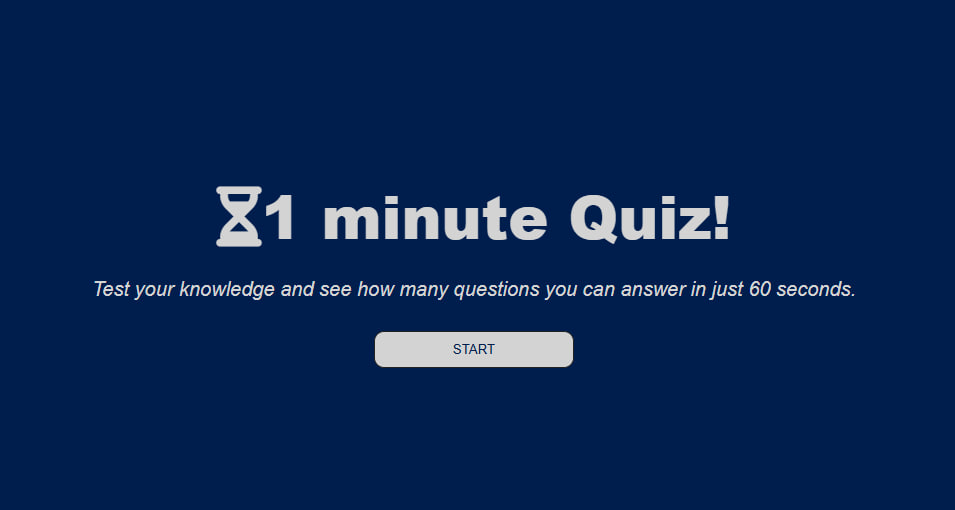 1 minute Quiz!
Test your knowledge and see how many questions you can answer in just 60 seconds.
START